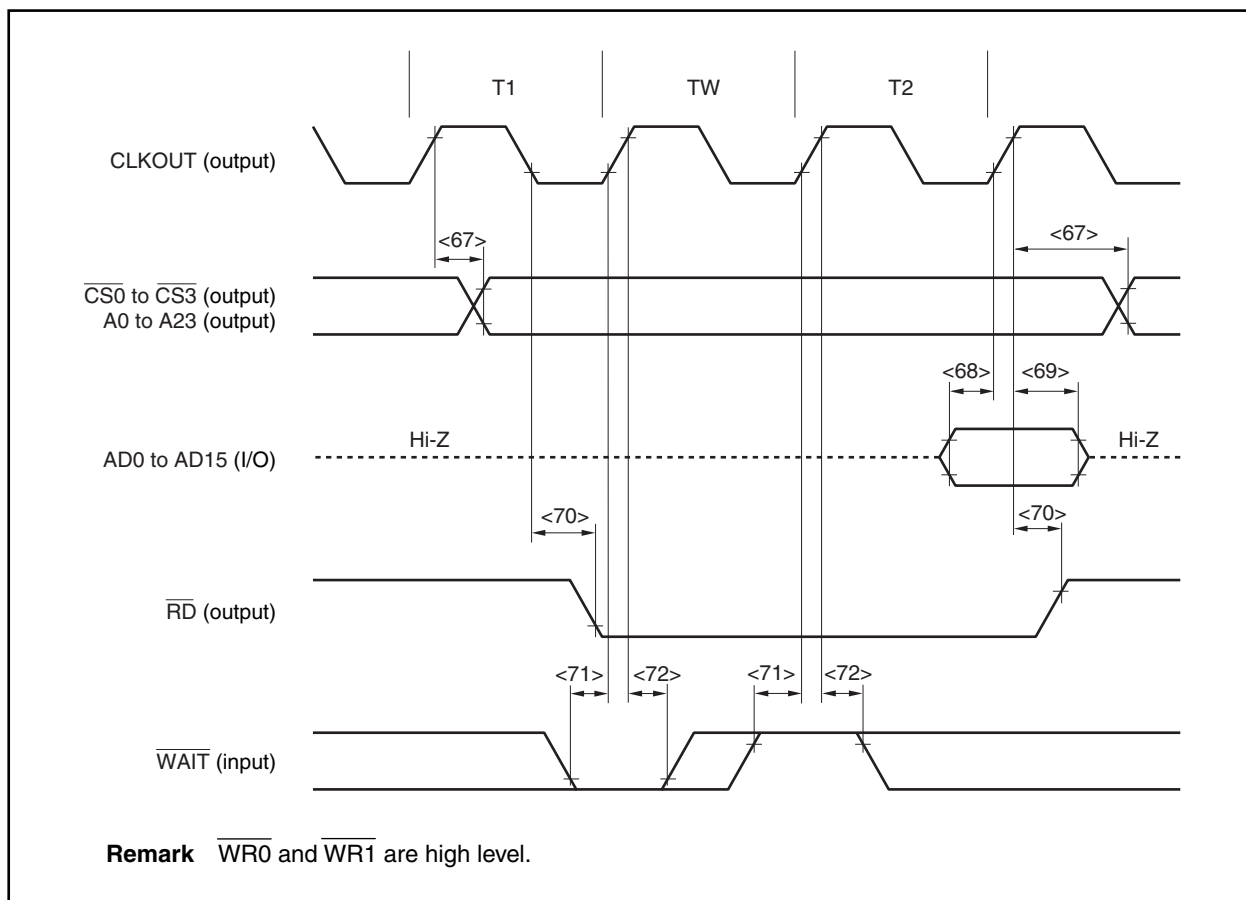 T1 TW T2
CLKOUT (output)
<67> <67>
CS0 to CS3 (output)
A0 to A23 (output)
<68> <69>
Hi-Z Hi-Z
AD0 to AD15 (I/O)
<70> <70>
RD (output)
<71> <72> <71> <72>
WAIT (input)
Remark WR0 and WR1 are high level.